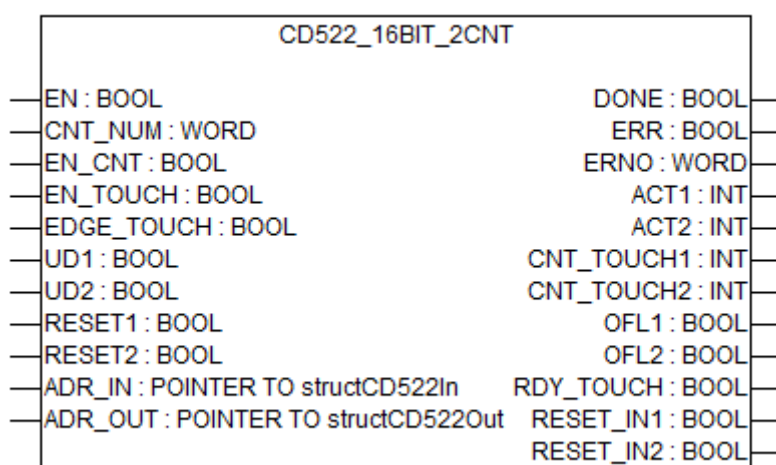 CD522_16BIT_2CNT
EN : BOOL DONE : BOOL
CNT_NUM : WORD ERR : BOOL
EN_CNT : BOOL ERNO : WORD
EN_TOUCH : BOOL ACT1 : INT
EDGE_TOUCH : BOOL ACT2 : INT
UD1 : BOOL CNT_TOUCH1 : INT
UD2 : BOOL CNT_TOUCH2 : INT
RESET1 : BOOL OFL1 : BOOL
RESET2 : BOOL OFL2 : BOOL
ADR_IN : POINTER TO structCD522In RDY_TOUCH : BOOL
ADR_OUT : POINTER TO structCD522Out RESET_IN1 : BOOL
RESET_IN2 : BOOL